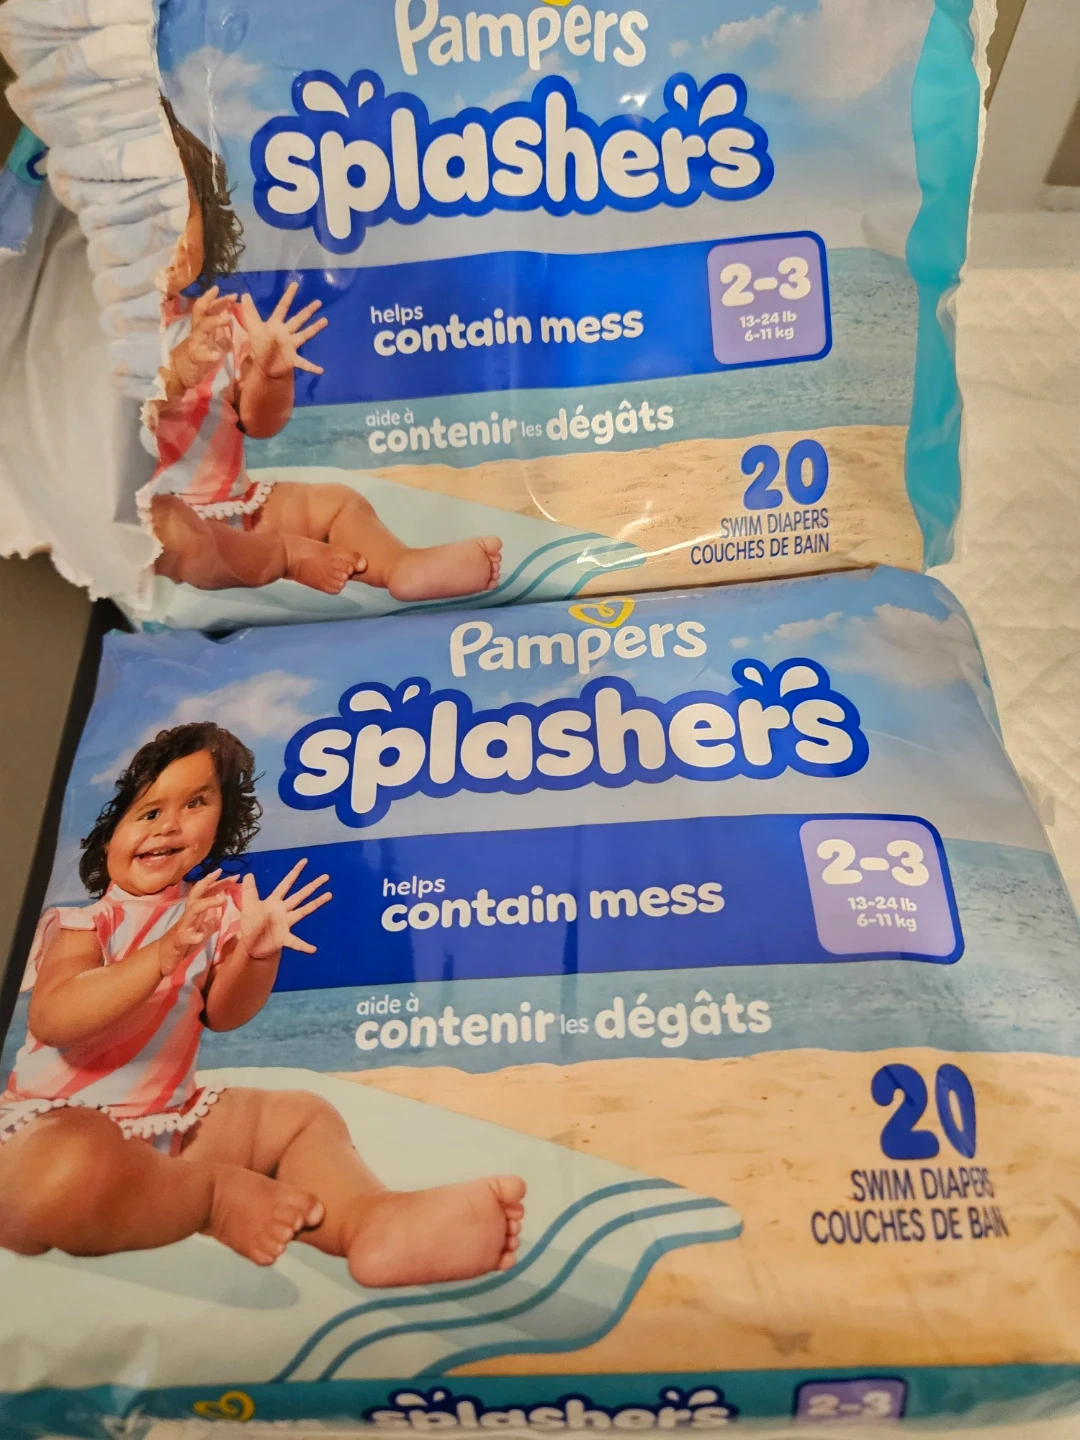 Pampers
splashers
helps
contain mess
2-3
13-24 lb
6-11 kg
aide à
contenir les dégâts
20
SWIM DIAPERS
COUCHES DE BAIN
Pampers
splashers
helps
contain mess
2-3
13-24 lb
6-11 kg
aide à
contenir les dégâts
20
SWIM DIAPERS
COUCHES DE BAIN
Pampers splashers 2-3